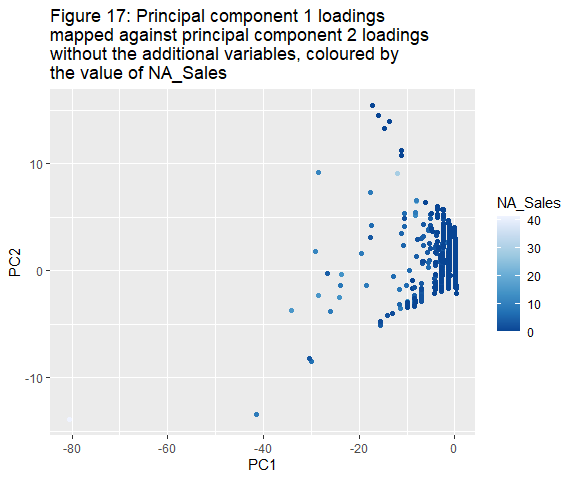 Figure 17: Principal component 1 loadings
mapped against principal component 2 loadings
without the additional variables, coloured by
the value of NA_Sales
10
0
-10
PC2
-80
-60
-40
-20
0
PC1
NA_Sales
40
30
20
10
0